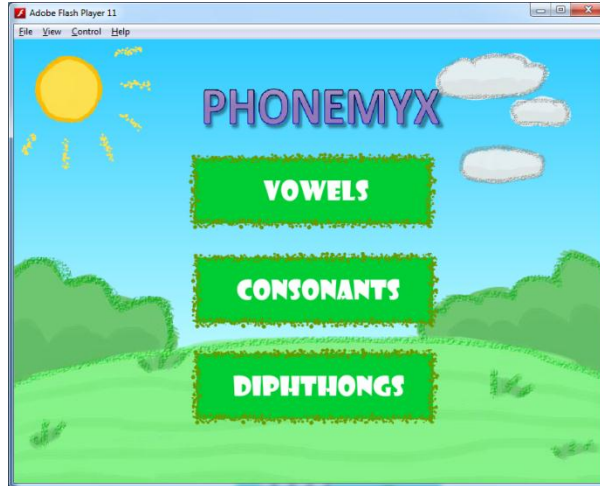 Adobe Flash Player 11
File View Control Help
PHONEMYX
VOWELS
CONSONANTS
DIPHTHONGS